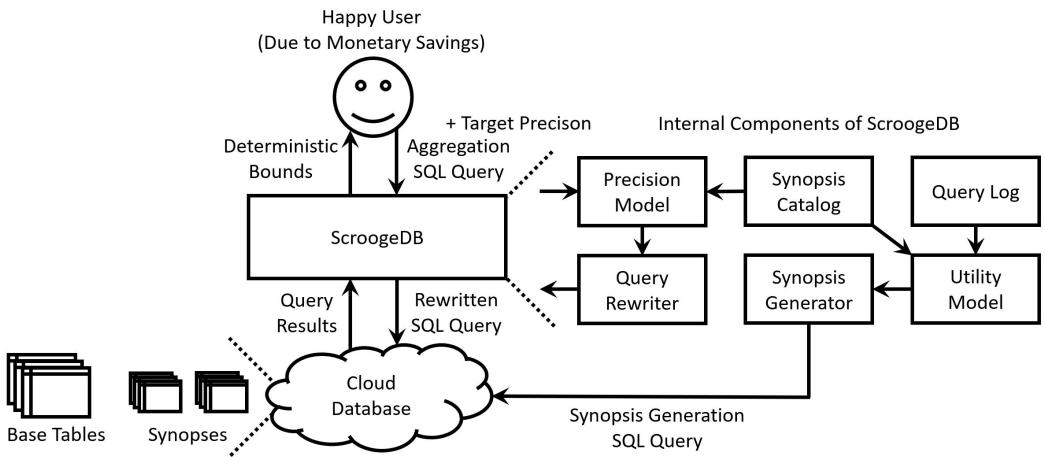 Happy User
(Due to Monetary Savings)
+ Target Precison
Internal Components of ScroogeDB
Deterministic
Bounds
Aggregation
SQL Query
Precision
Model
Synopsis
Catalog
Query Log
ScroogeDB
Query
Rewriter
Synopsis
Generator
Utility
Model
Query
Results
Rewritten
SQL Query
Cloud
Database
Base Tables
Synopses
Synopsis Generation
SQL Query